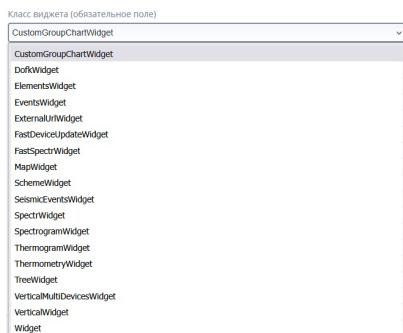 Класс виджета (обязательное поле)
CustomGroupChartWidget
CustomGroupChartWidget
DofkWidget
ElementsWidget
EventsWidget
ExternalUrlWidget
FastDeviceUpdateWidget
FastSpectrWidget
MapWidget
SchemeWidget
SeismicEventsWidget
SpectrWidget
SpectrogramWidget
ThermogramWidget
ThermometryWidget
TreeWidget
VerticalMultiDevicesWidget
VerticalWidget
Widget